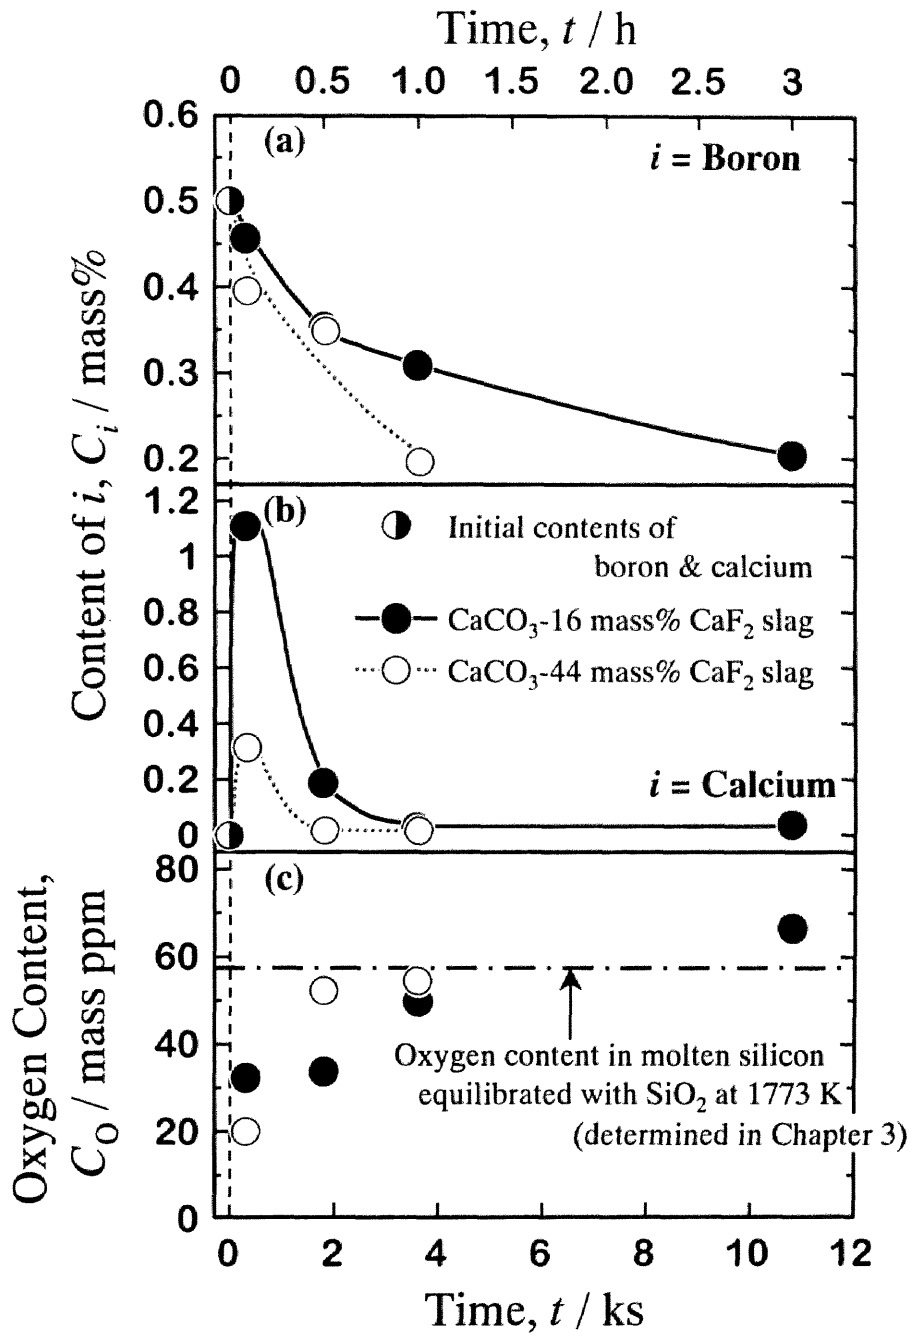 Time, t / h
0 0.5 1.0 1.5 2.0 2.5 3
0.6
(a)
i = Boron
0.5
0.4
0.3
0.2
Content of i, Cᵢ / mass%
1.2
(b)
Initial contents of
boron & calcium
1
0.8
CaCO₃-16 mass% CaF₂ slag
0.6
CaCO₃-44 mass% CaF₂ slag
0.4
0.2
i = Calcium
0
80
(c)
60
40
20
0
Oxygen Content,
C_O / mass ppm
Oxygen content in molten silicon
equilibrated with SiO₂ at 1773 K
(determined in Chapter 3)
0 2 4 6 8 10 12
Time, t / ks